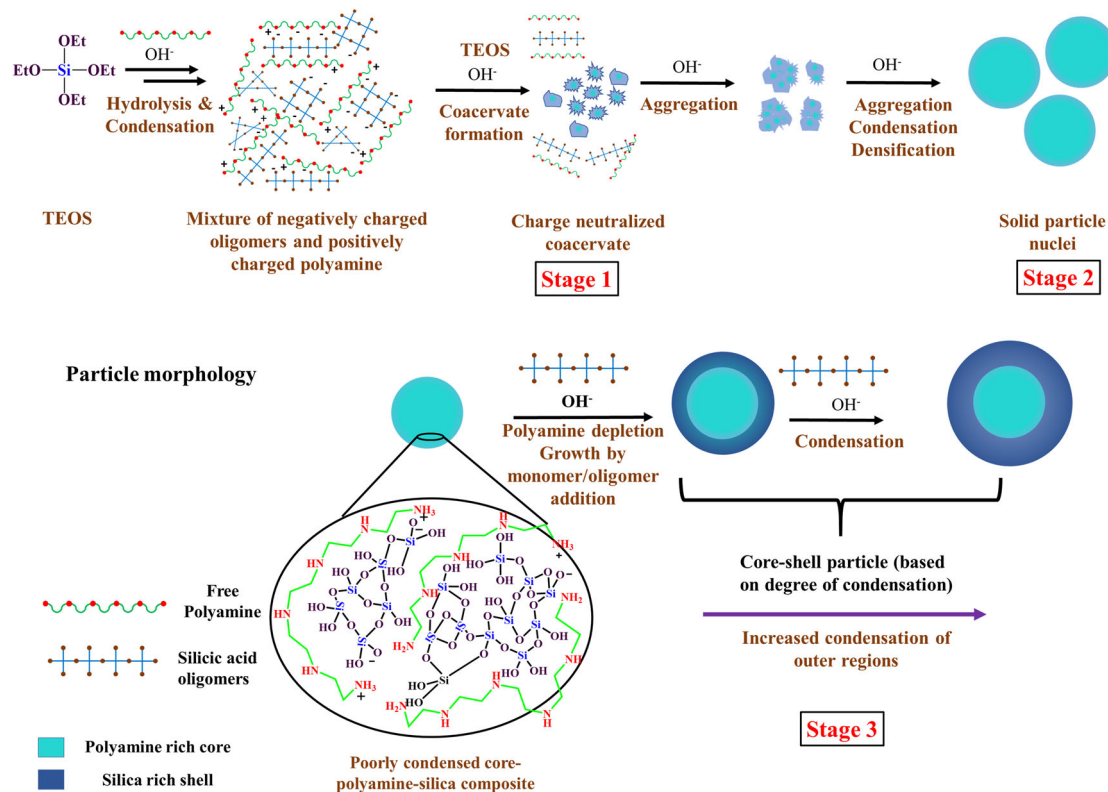 OEt
EtO Si OEt
OEt
TEOS
OH-
Hydrolysis &
Condensation
Mixture of negatively charged
oligomers and positively
charged polyamine
TEOS
OH-
Coacervate
formation
Charge neutralized
coacervate
Stage 1
OH-
Aggregation
OH-
Aggregation
Condensation
Densification
Solid particle
nuclei
Stage 2
Particle morphology
OH-
Polyamine depletion
Growth by
monomer/oligomer
addition
OH-
Condensation
Core-shell particle (based
on degree of condensation)
Increased condensation of
outer regions
Stage 3
Free
Polyamine
Silicic acid
oligomers
Polyamine rich core
Silica rich shell
Poorly condensed core-
polyamine-silica composite